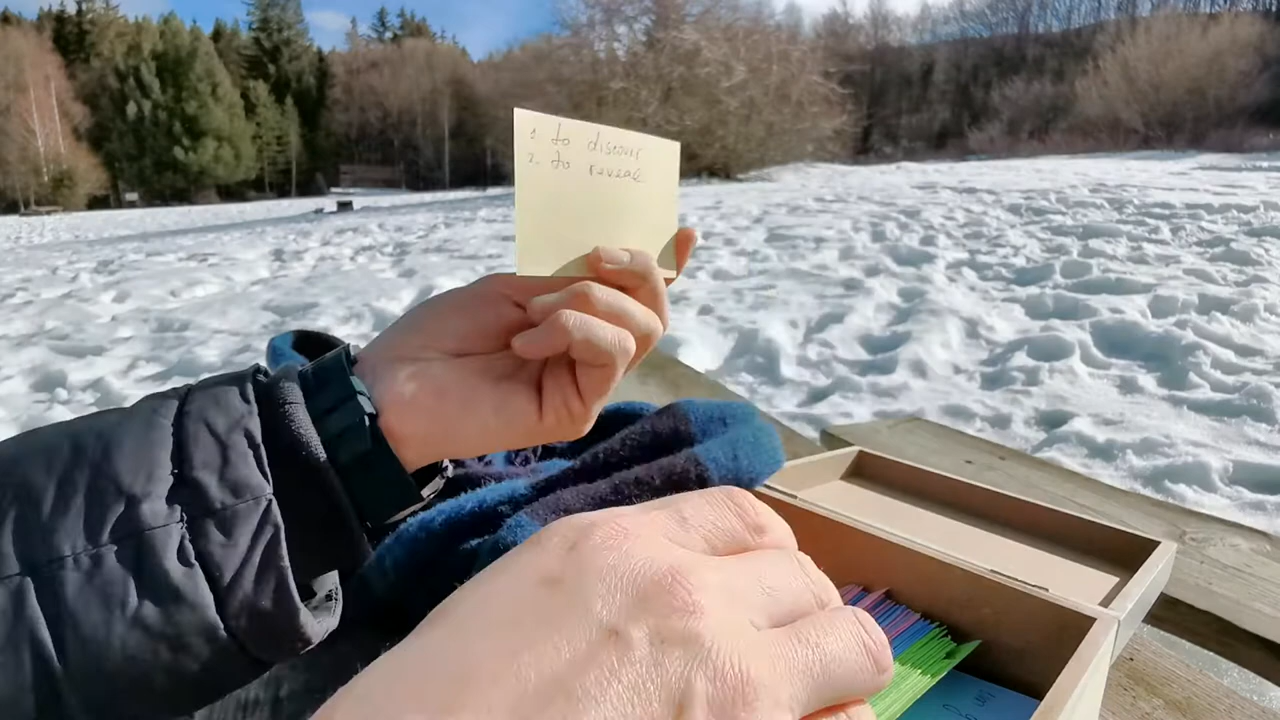 1. to discover
2. to reveal